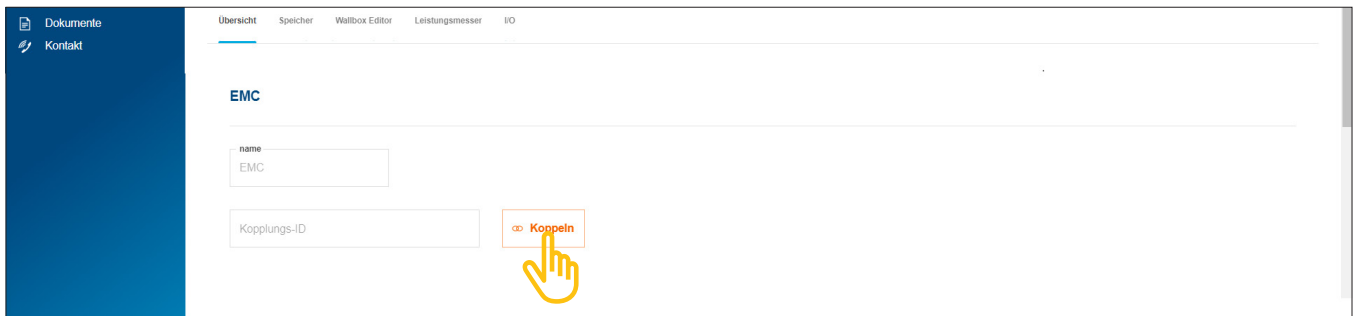 Dokumente
Kontakt
Übersicht Speicher Wallbox Editor Leistungsmesser I/O
EMC
name
EMC
Kopplungs-ID
Koppeln